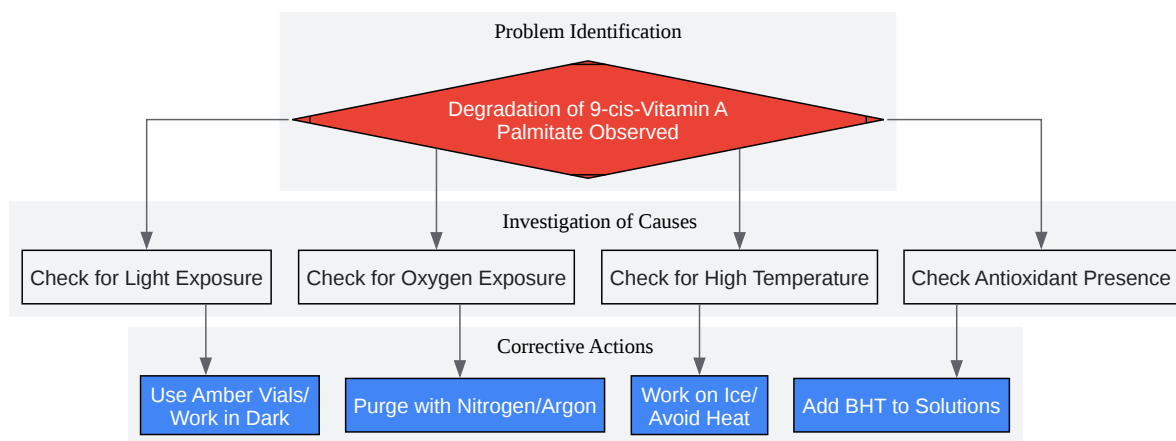 Problem Identification
Degradation of 9-cis-Vitamin A
Palmitate Observed
Investigation of Causes
Check for Light Exposure
Check for Oxygen Exposure
Check for High Temperature
Check Antioxidant Presence
Corrective Actions
Use Amber Vials/
Work in Dark
Purge with Nitrogen/Argon
Work on Ice/
Avoid Heat
Add BHT to Solutions